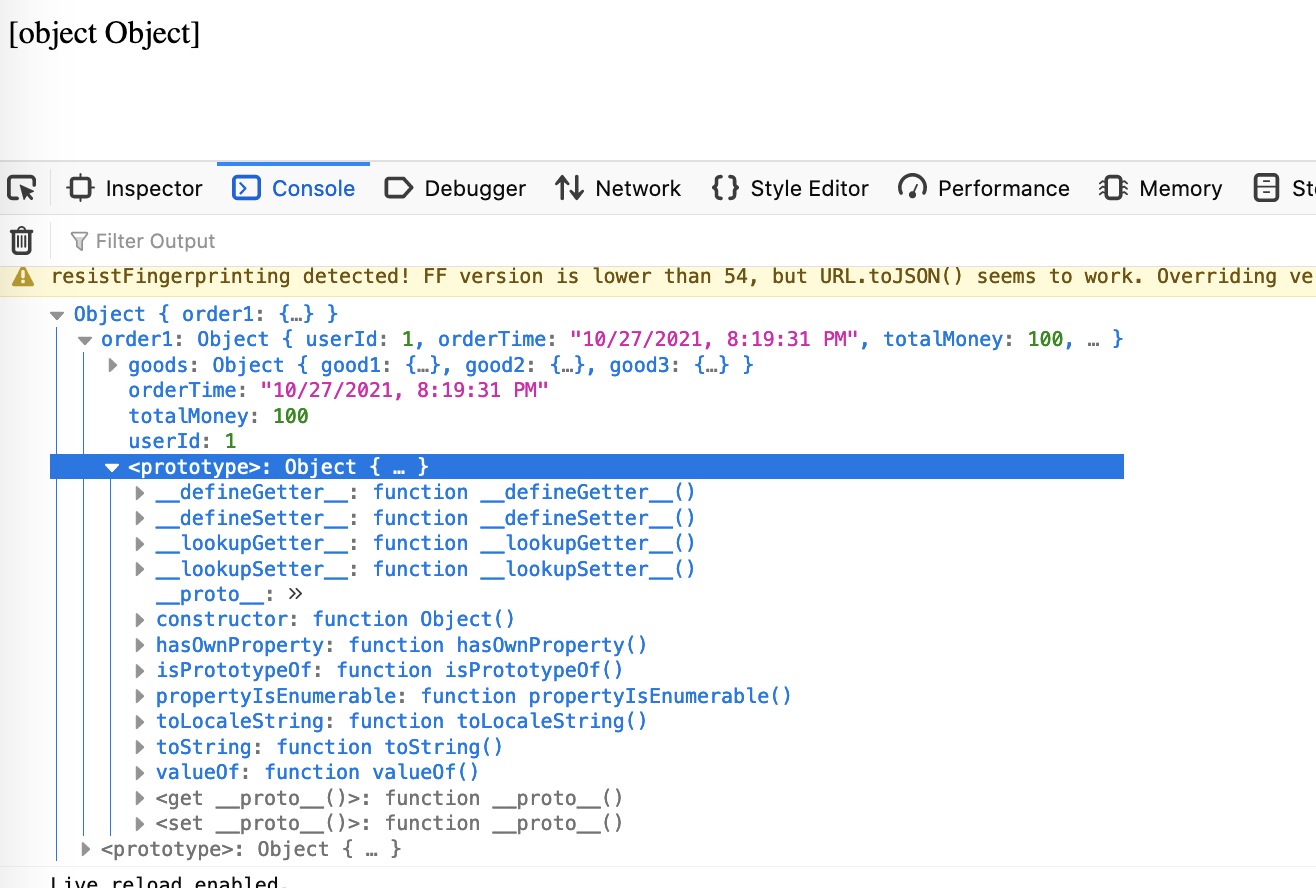 [object Object]
Inspector Console Debugger Network Style Editor Performance Memory
Filter Output
resistFingerprinting detected! FF version is lower than 54, but URL.toJSON() seems to work. Overriding ve
Object { order1: {…} }
order1: Object { userId: 1, orderTime: "10/27/2021, 8:19:31 PM", totalMoney: 100, … }
goods: Object { good1: {…}, good2: {…}, good3: {…} }
orderTime: "10/27/2021, 8:19:31 PM"
totalMoney: 100
userId: 1
<prototype>: Object { … }
__defineGetter__: function __defineGetter__()
__defineSetter__: function __defineSetter__()
__lookupGetter__: function __lookupGetter__()
__lookupSetter__: function __lookupSetter__()
__proto__: »
constructor: function Object()
hasOwnProperty: function hasOwnProperty()
isPrototypeOf: function isPrototypeOf()
propertyIsEnumerable: function propertyIsEnumerable()
toLocaleString: function toLocaleString()
toString: function toString()
valueOf: function valueOf()
<get __proto__()>: function __proto__()
<set __proto__()>: function __proto__()
<prototype>: Object { … }
Live reload enabled.